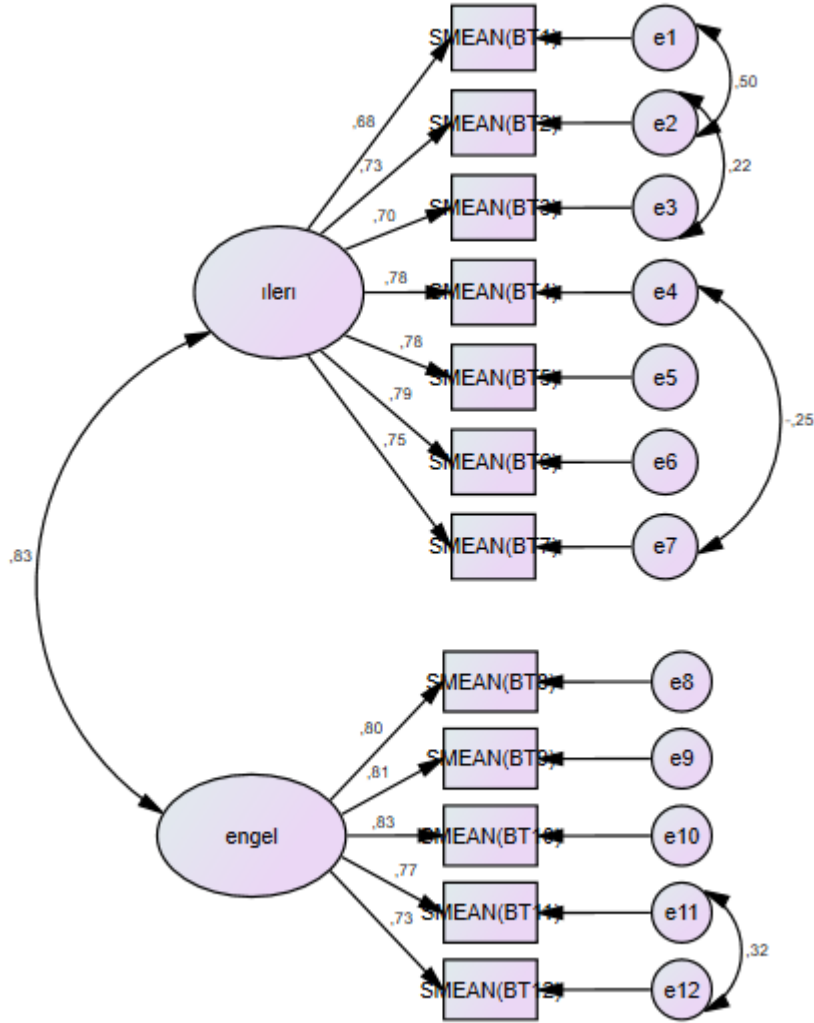 SMEAN(BT1)
e1
,50
,68
SMEAN(BT2)
e2
,73
,22
SMEAN(BT3)
e3
,70
ılerı
,78
SMEAN(BT4)
e4
,78
SMEAN(BT5)
e5
,79
-,25
,75
SMEAN(BT6)
e6
SMEAN(BT7)
e7
,83
SMEAN(BT8)
e8
,80
SMEAN(BT9)
e9
,81
engel
,83
SMEAN(BT10)
e10
,77
SMEAN(BT11)
e11
,73
,32
SMEAN(BT12)
e12